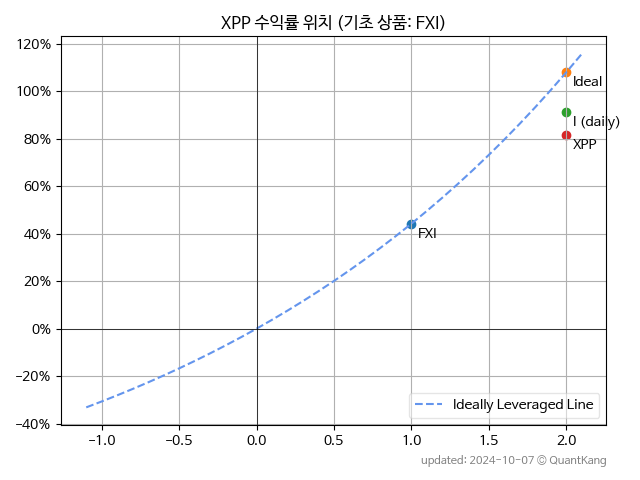 XPP 수익률 위치 (기초 상품: FXI)
120%
100%
80%
60%
40%
20%
0%
−20%
−40%
Ideal
I (daily)
XPP
FXI
Ideally Leveraged Line
−1.0 −0.5 0.0 0.5 1.0 1.5 2.0
updated: 2024-10-07 © QuantKang